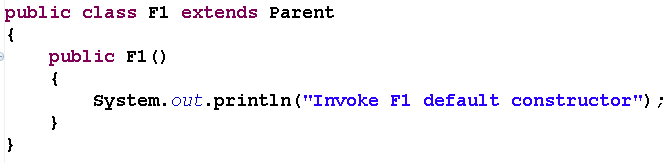 public class F1 extends Parent
{
public F1()
{
System.out.println("Invoke F1 default constructor");
}
}